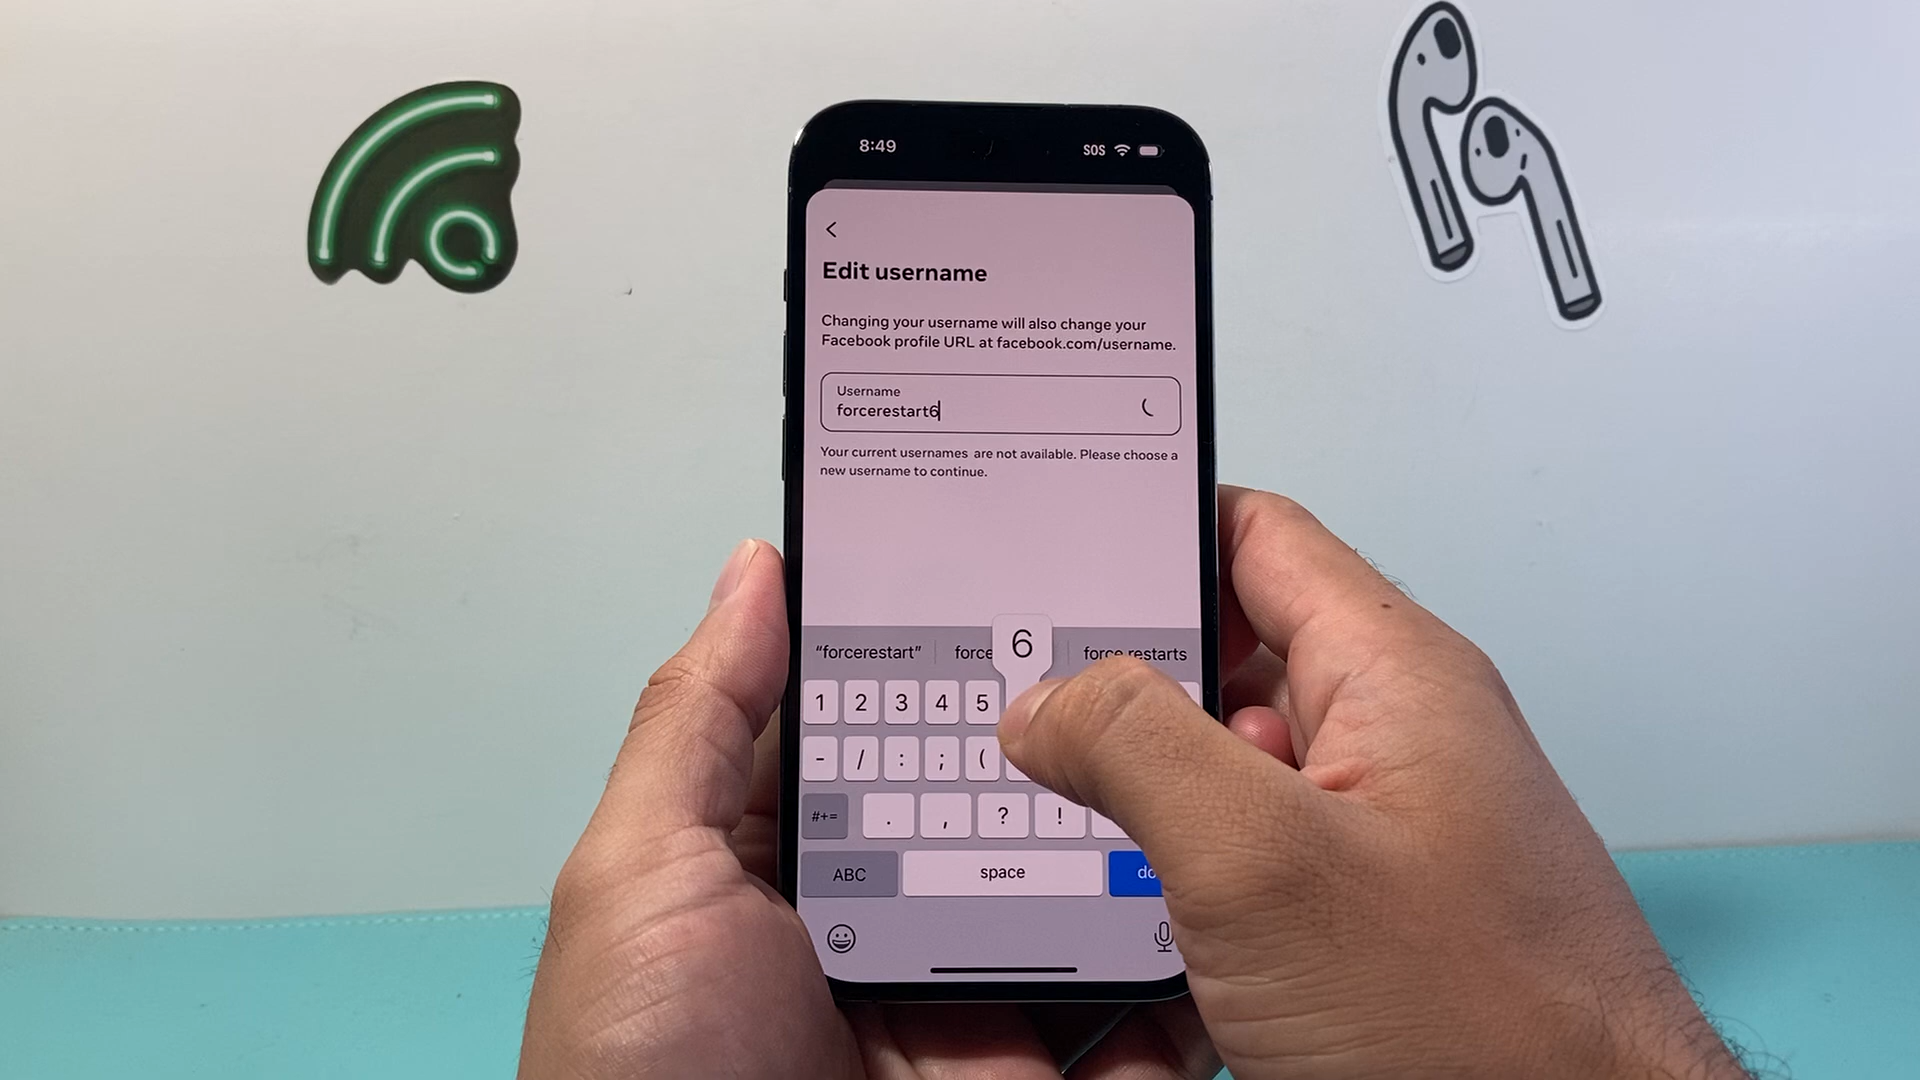 8:49
SOS
Edit username
Changing your username will also change your
Facebook profile URL at facebook.com/username.
Username
forcerestart6
Your current usernames are not available. Please choose a
new username to continue.
“forcerestart” force restarts
6
1 2 3 4 5
- / : ; (
#+= . , ? !
ABC space